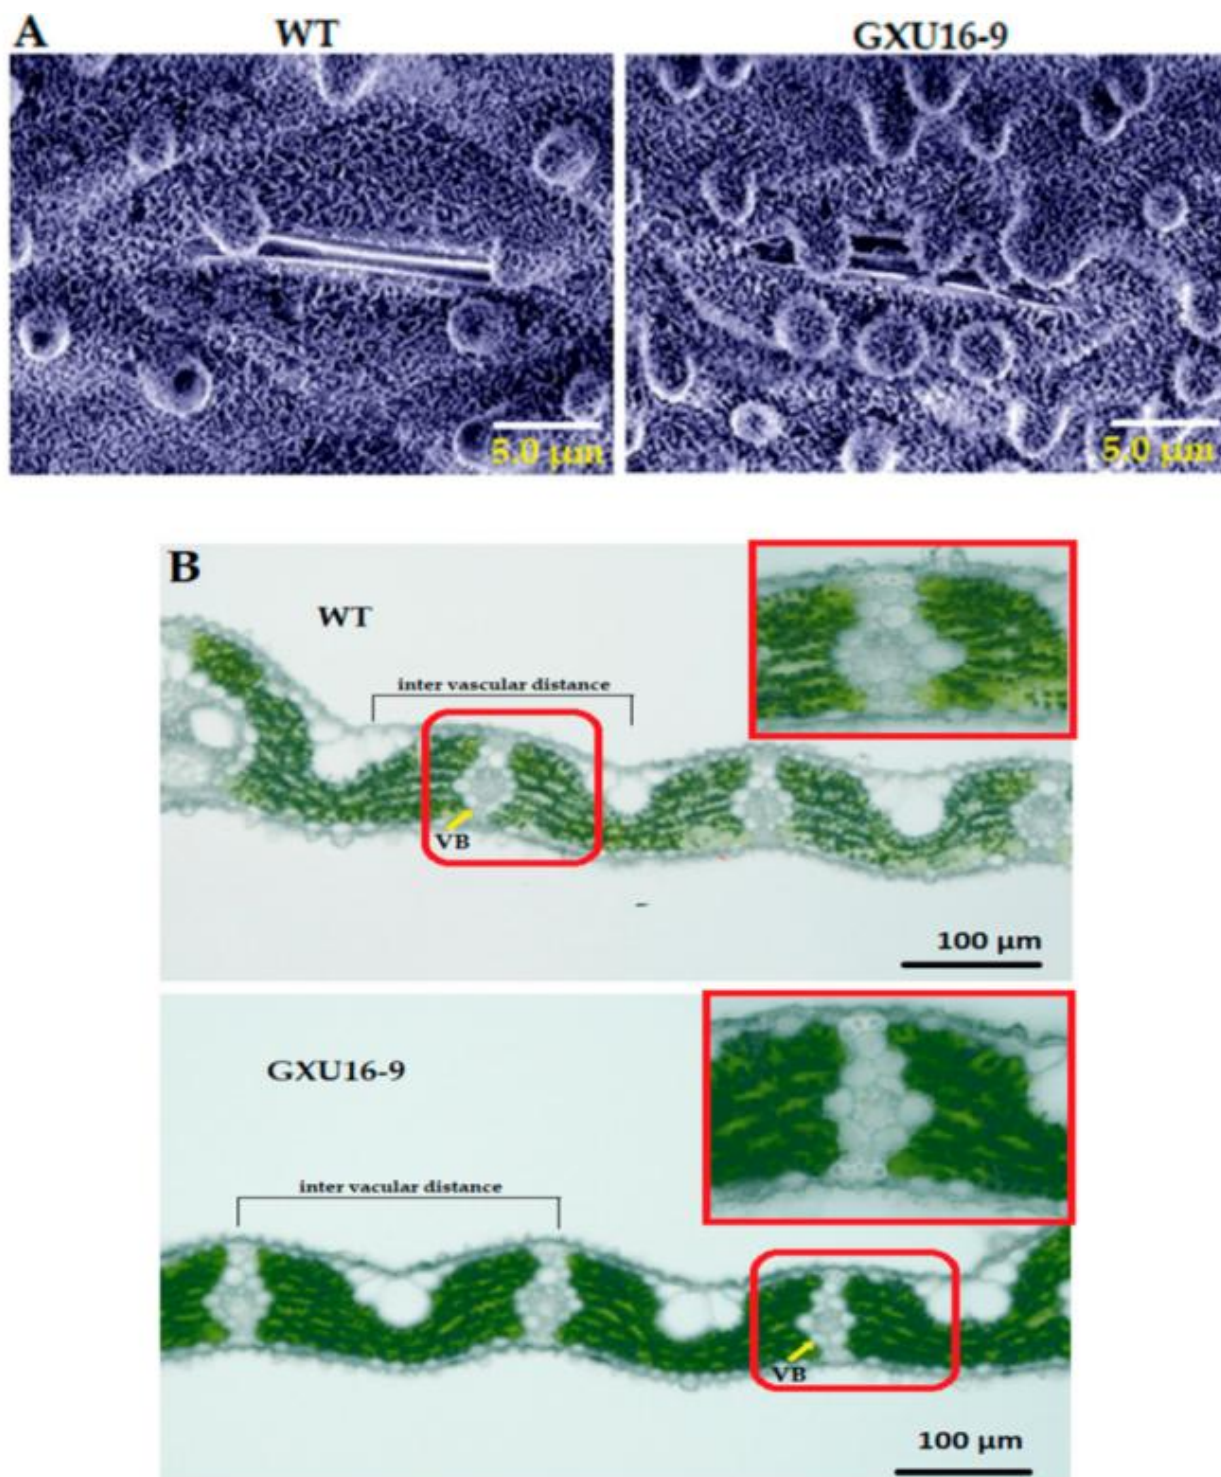 A
WT
GXU16-9
5.0 µm
5.0 µm
B
WT
inter vascular distance
VB
100 µm
GXU16-9
inter vacular distance
VB
100 µm